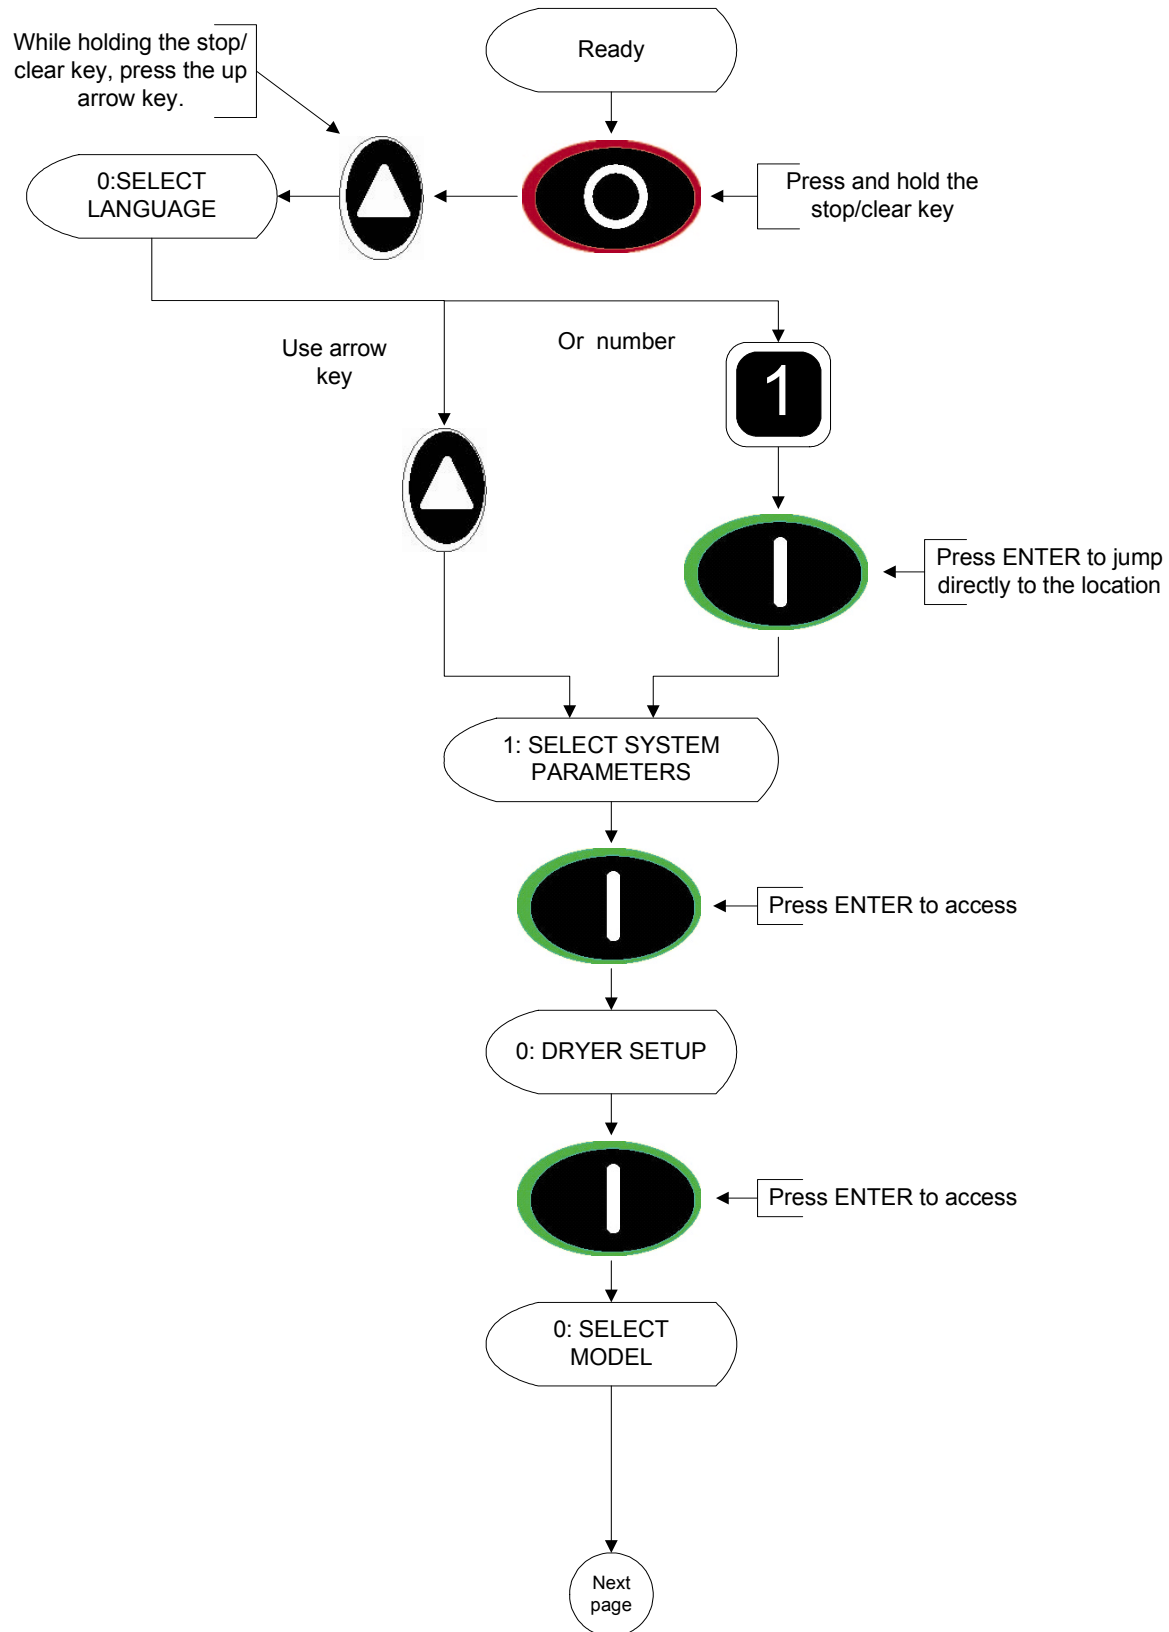 While holding the stop/
clear key, press the up
arrow key.
Ready
0:SELECT
LANGUAGE
Press and hold the
stop/clear key
Use arrow
key
Or number
1
Press ENTER to jump
directly to the location
1: SELECT SYSTEM
PARAMETERS
Press ENTER to access
0: DRYER SETUP
Press ENTER to access
0: SELECT
MODEL
Next
page